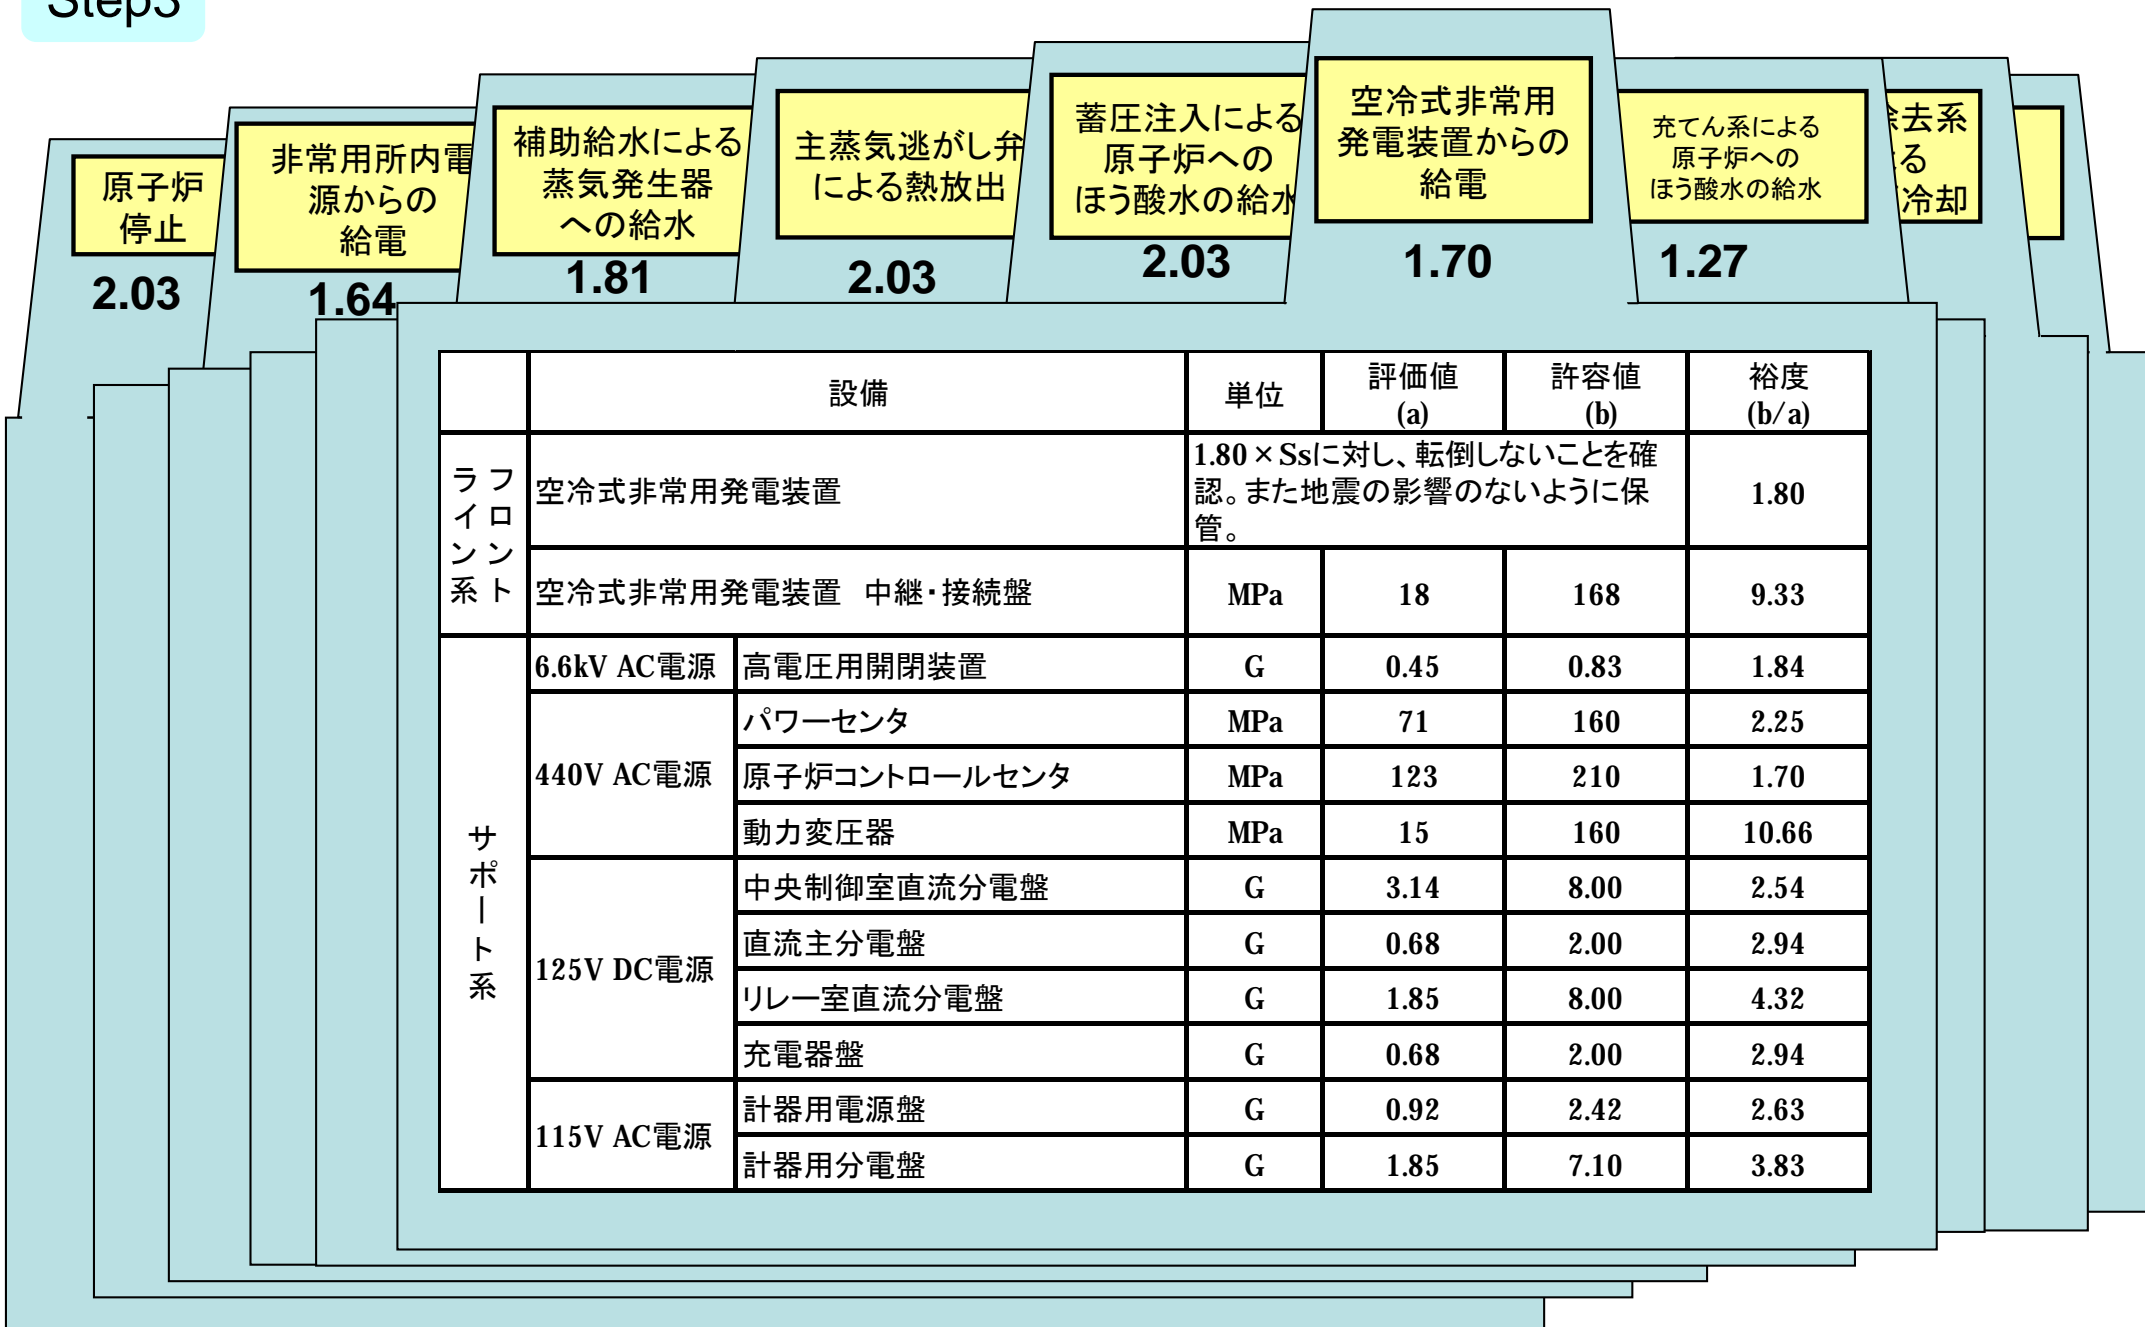 Step3
原子炉
停止
2.03
非常用所内電
源からの
給電
1.64
補助給水による
蒸気発生器
への給水
1.81
主蒸気逃がし弁
による熱放出
2.03
蓄圧注入による
原子炉への
ほう酸水の給水
2.03
空冷式非常用
発電装置からの
給電
1.70
充てん系による
原子炉への
ほう酸水の給水
1.27
去系
る
冷却
設備 単位 評価値(a) 許容値(b) 裕度(b/a)
フロントライン系
空冷式非常用発電装置
1.80×Ssに対し、転倒しないことを確
認。また地震の影響のないように保
管。
1.80
空冷式非常用発電装置 中継・接続盤 MPa 18 168 9.33
サポート系
6.6kV AC電源 高電圧用開閉装置 G 0.45 0.83 1.84
440V AC電源
パワーセンタ MPa 71 160 2.25
原子炉コントロールセンタ MPa 123 210 1.70
動力変圧器 MPa 15 160 10.66
125V DC電源
中央制御室直流分電盤 G 3.14 8.00 2.54
直流主分電盤 G 0.68 2.00 2.94
リレー室直流分電盤 G 1.85 8.00 4.32
充電器盤 G 0.68 2.00 2.94
115V AC電源
計器用電源盤 G 0.92 2.42 2.63
計器用分電盤 G 1.85 7.10 3.83